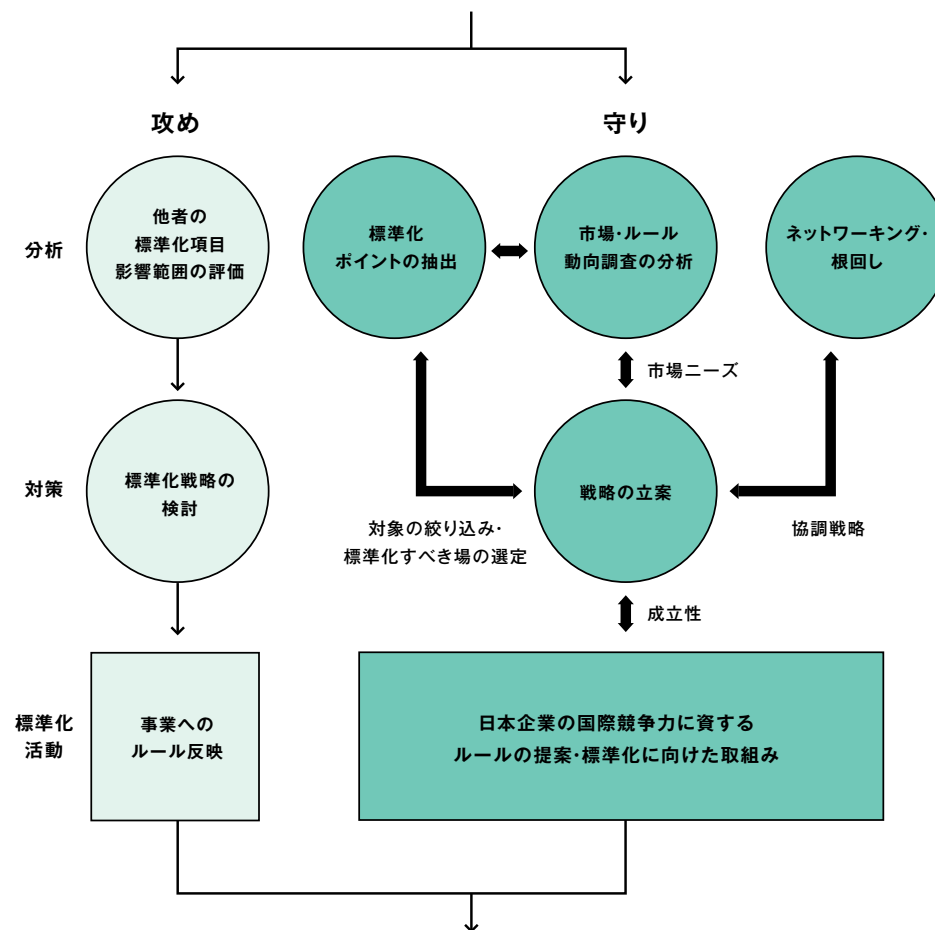 攻め
守り
分析
他者の
標準化項目
影響範囲の評価
標準化
ポイントの抽出
市場・ルール
動向調査の分析
ネットワーキング・
根回し
市場ニーズ
対策
標準化戦略の
検討
戦略の立案
対象の絞り込み・
標準化すべき場の選定
協調戦略
成立性
標準化
活動
事業への
ルール反映
日本企業の国際競争力に資する
ルールの提案・標準化に向けた取組み